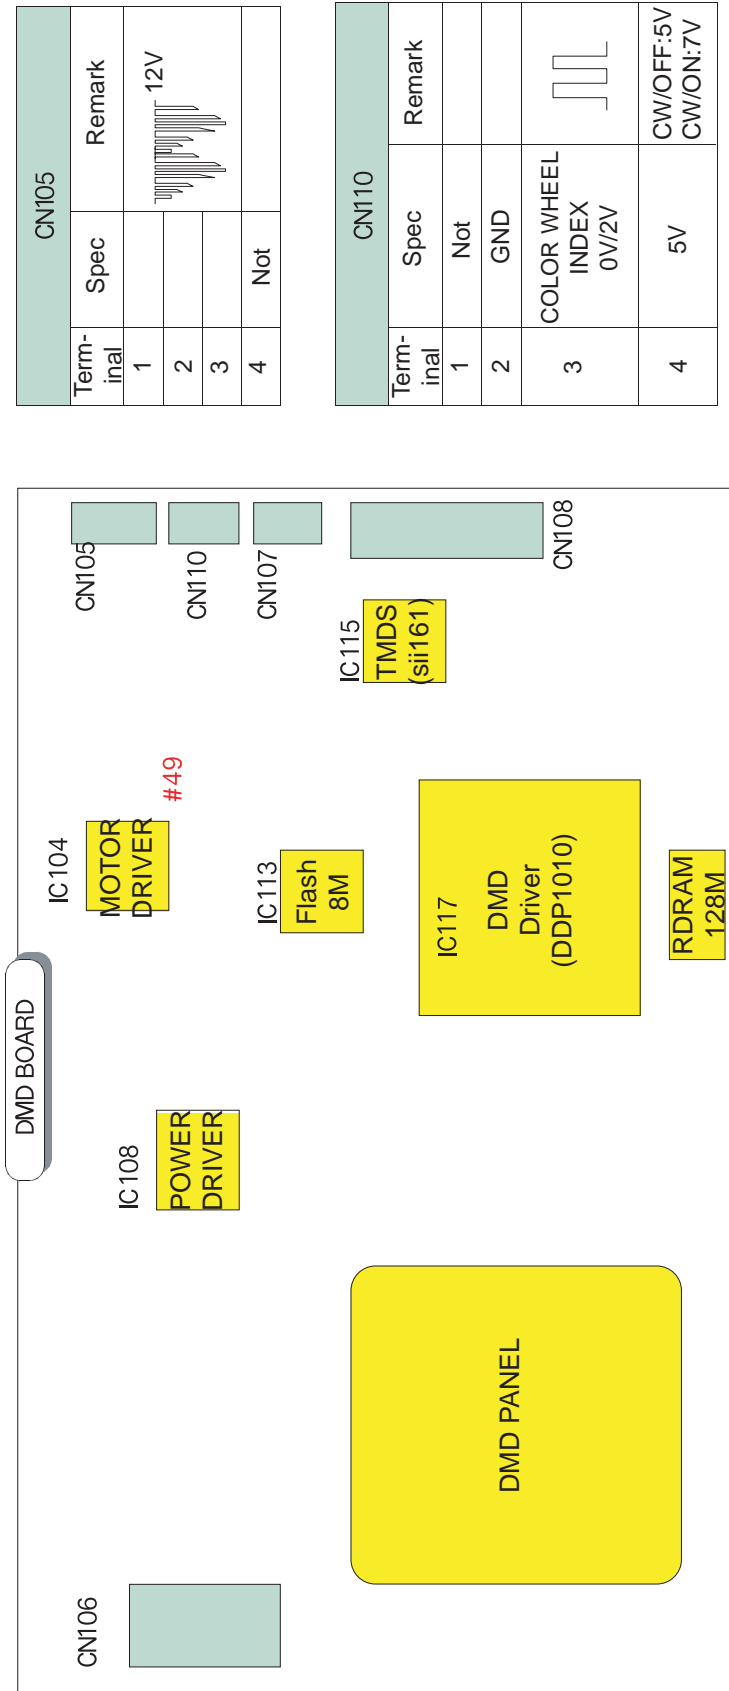 DMD BOARD
CN106
IC108
POWER
DRIVER
DMD PANEL
IC104
MOTOR
DRIVER
#49
IC113
Flash
8M
IC117
DMD
Driver
(DDP1010)
RDRAM
128M
IC115
TMDS
(sii161)
CN105
CN110
CN107
CN108
CN105
Term-
inal
Spec
Remark
1
12V
2
3
4
Not
CN110
Term-
inal
Spec
Remark
1
Not
2
GND
3
COLOR WHEEL
INDEX
0V/2V
4
5V
CW/OFF:5V
CW/ON:7V